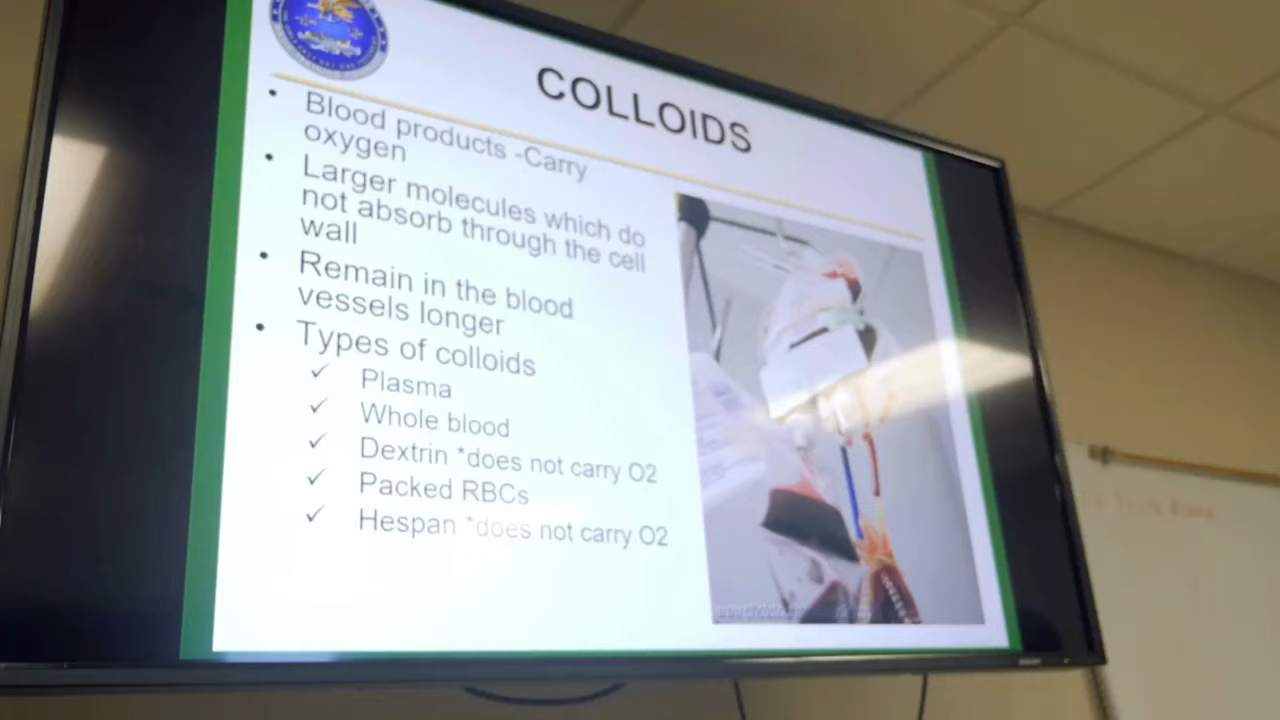 COLLOIDS
• Blood products -Carry
oxygen
• Larger molecules which do
not absorb through the cell
wall
• Remain in the blood
vessels longer
• Types of colloids
✓ Plasma
✓ Whole blood
✓ Dextrin *does not carry O2
✓ Packed RBCs
✓ Hespan *does not carry O2